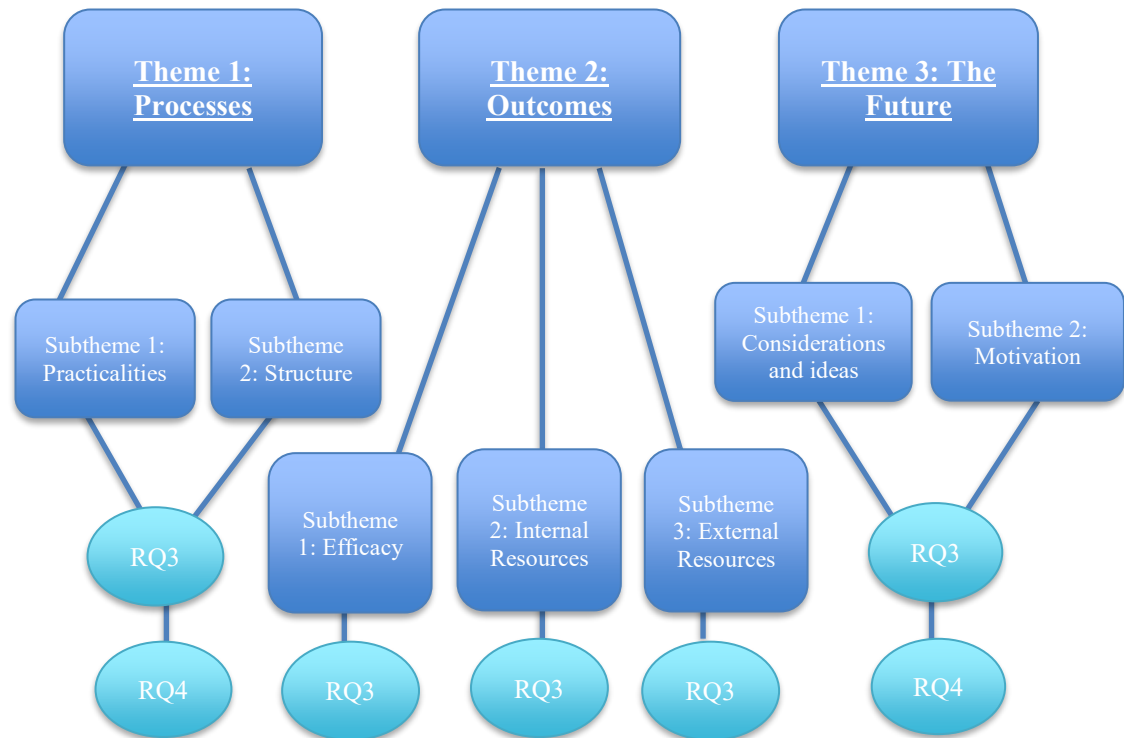 Theme 1:
Processes
Theme 2:
Outcomes
Theme 3: The
Future
Subtheme 1:
Practicalities
Subtheme
2: Structure
Subtheme 1:
Considerations
and ideas
Subtheme 2:
Motivation
Subtheme
1: Efficacy
Subtheme
2: Internal
Resources
Subtheme
3: External
Resources
RQ3
RQ3
RQ4
RQ3
RQ3
RQ3
RQ4